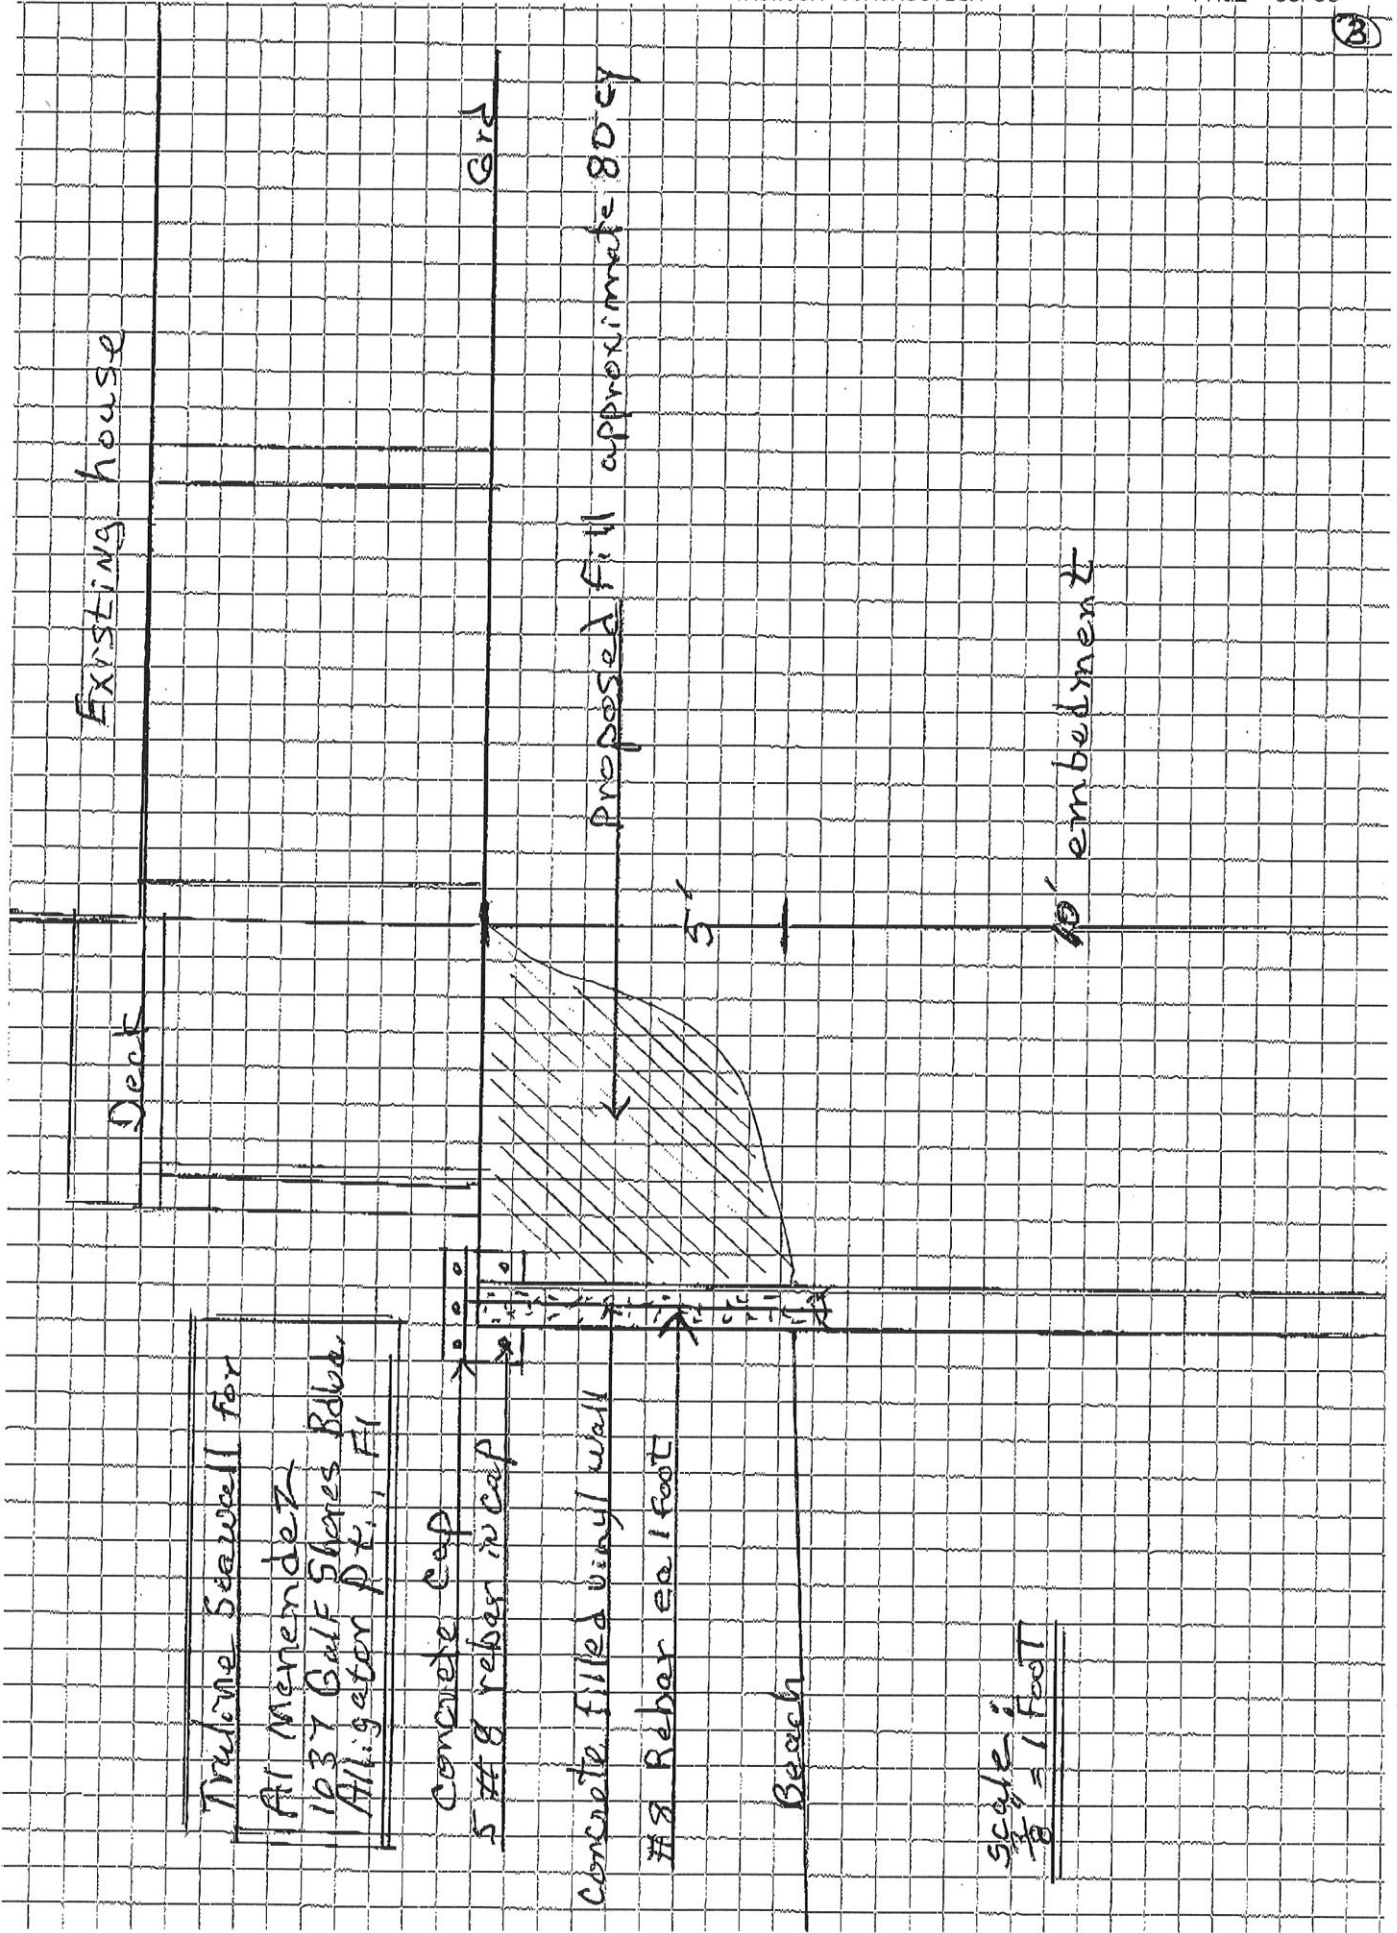 3
Existing house
Deck
Grd
Truline Seawall for
Al Menendez
1037 Gulf Shores Bdvd.
Alligator Pt., Fl
Concrete Cap
5 #8 rebar in cap
Proposed fill approximate 80 cy
Concrete filled vinyl wall
#8 Rebar ea 1 foot
5'
Beach
10' embedment
Scale:
3/8" = 1 Foot